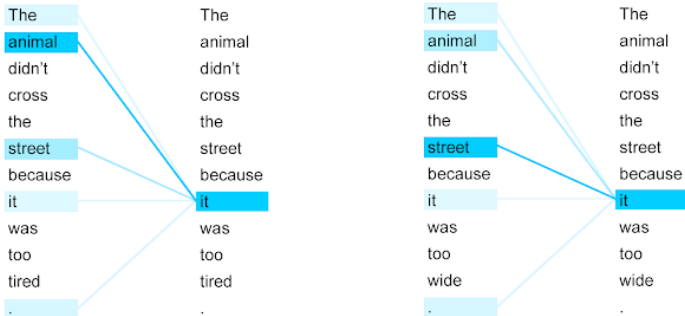 The The The The
animal animal animal animal
didn't didn't didn't didn't
cross cross cross cross
the the the the
street street street street
because because because because
it it it it
was was was was
too too too too
tired tired wide wide
. . . .